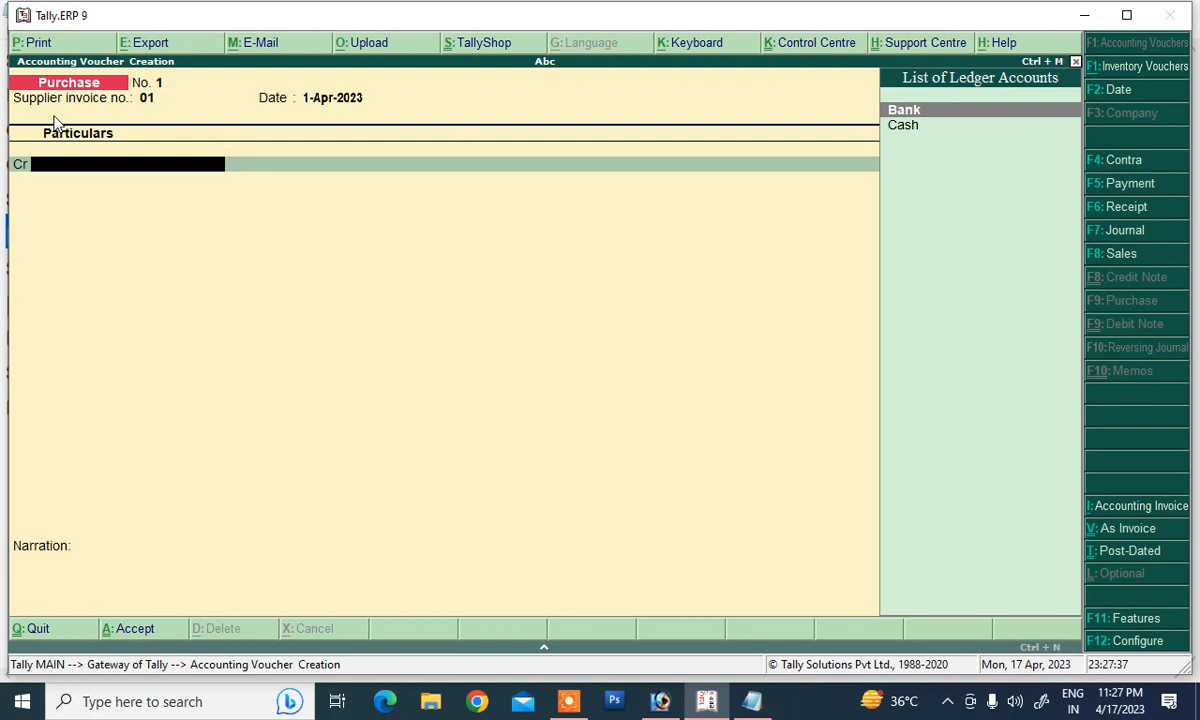 Tally.ERP 9
P: Print
E: Export
M: E-Mail
O: Upload
S: TallyShop
G: Language
K: Keyboard
K: Control Centre
H: Support Centre
H: Help
Accounting Voucher Creation
Abc
Ctrl + M
Purchase No. 1
Supplier invoice no.: 01 Date : 1-Apr-2023
Particulars
Cr
Narration:
List of Ledger Accounts
Bank
Cash
F1: Accounting Vouchers
F1: Inventory Vouchers
F2: Date
F3: Company
F4: Contra
F5: Payment
F6: Receipt
F7: Journal
F8: Sales
F8: Credit Note
F9: Purchase
F9: Debit Note
F10: Reversing Journal
F10: Memos
I: Accounting Invoice
V: As Invoice
T: Post-Dated
L: Optional
F11: Features
F12: Configure
Q: Quit
A: Accept
D: Delete
X: Cancel
Ctrl + N
Tally MAIN --> Gateway of Tally --> Accounting Voucher Creation
© Tally Solutions Pvt Ltd., 1988-2020
Mon, 17 Apr, 2023
23:27:37
Type here to search
Ps
36°C
ENG
IN
11:27 PM
4/17/2023